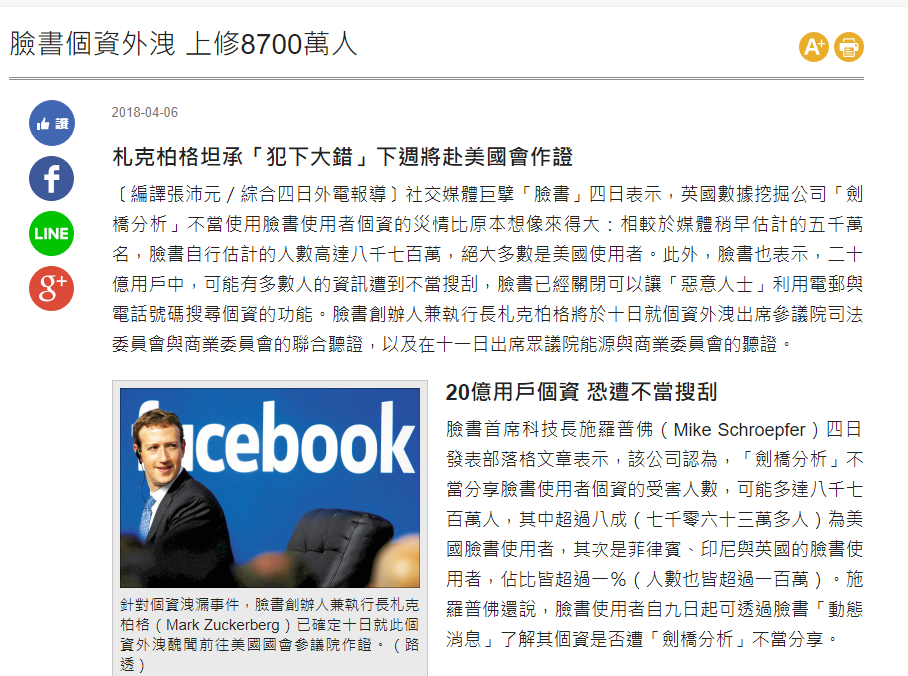 臉書個資外洩 上修8700萬人
A+
讚
f
LINE
g+
2018-04-06
札克柏格坦承「犯下大錯」下週將赴美國會作證
〔編譯張沛元／綜合四日外電報導〕社交媒體巨擘「臉書」四日表示，英國數據挖掘公司「劍
橋分析」不當使用臉書使用者個資的災情比原本想像來得大：相較於媒體稍早估計的五千萬
名，臉書自行估計的人數高達八千七百萬，絕大多數是美國使用者。此外，臉書也表示，二十
億用戶中，可能有多數人的資訊遭到不當搜刮，臉書已經關閉可以讓「惡意人士」利用電郵與
電話號碼搜尋個資的功能。臉書創辦人兼執行長札克柏格將於十日就個資外洩出席參議院司法
委員會與商業委員會的聯合聽證，以及在十一日出席眾議院能源與商業委員會的聽證。
facebook
針對個資洩漏事件，臉書創辦人兼執行長札克
柏格（Mark Zuckerberg）已確定十日就此個
資外洩醜聞前往美國國會參議院作證。（路
透）
20億用戶個資 恐遭不當搜刮
臉書首席科技長施羅普佛（Mike Schroepfer）四日
發表部落格文章表示，該公司認為，「劍橋分析」不
當分享臉書使用者個資的受害人數，可能多達八千七
百萬人，其中超過八成（七千零六十三萬多人）為美
國臉書使用者，其次是菲律賓、印尼與英國的臉書使
用者，佔比皆超過一％（人數也皆超過一百萬）。施
羅普佛還說，臉書使用者自九日起可透過臉書「動態
消息」了解其個資是否遭「劍橋分析」不當分享。